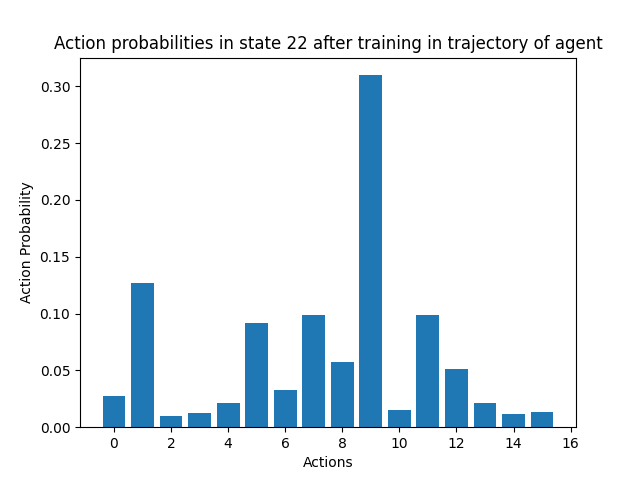 Action probabilities in state 22 after training in trajectory of agent
0.30
0.25
0.20
0.15
0.10
0.05
0.00
Action Probability
0 2 4 6 8 10 12 14 16
Actions